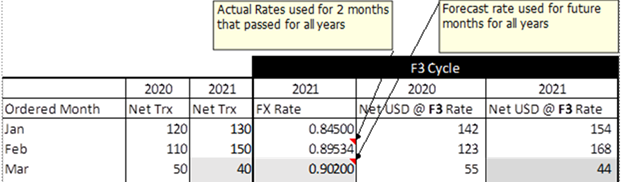 Actual Rates used for 2 months
that passed for all years
Forecast rate used for future
months for all years
F3 Cycle
2020 2021 2021 2020 2021
Ordered Month Net Trx Net Trx FX Rate Net USD @ F3 Rate Net USD @ F3 Rate
Jan 120 130 0.84500 142 154
Feb 110 150 0.89534 123 168
Mar 50 40 0.90200 55 44